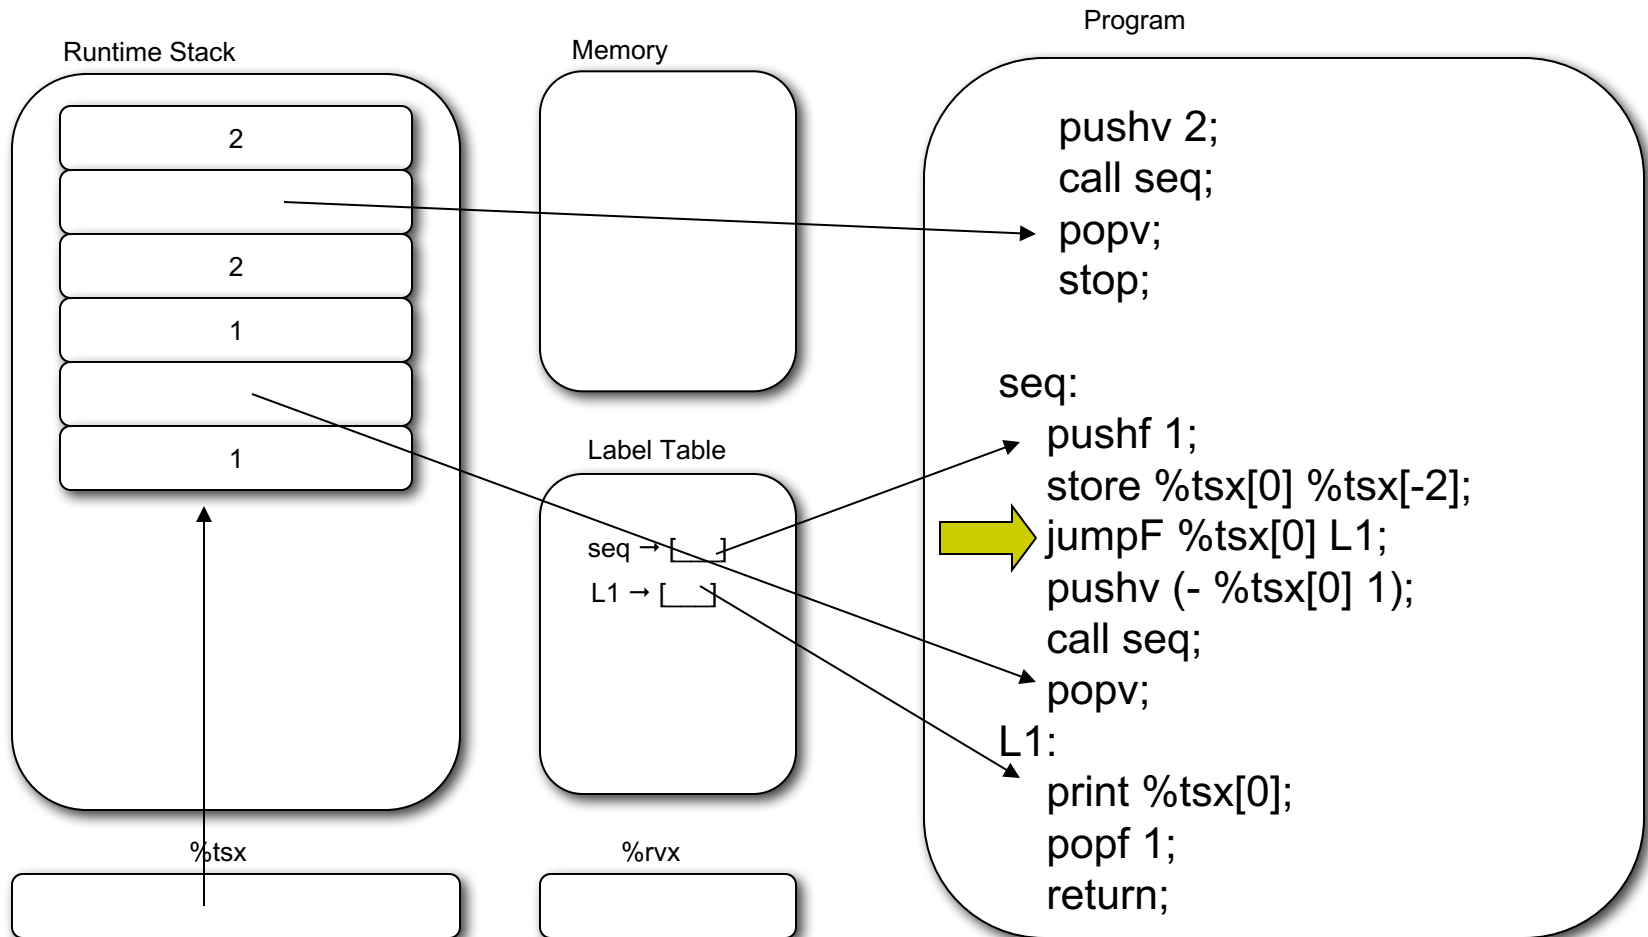 Program
Runtime Stack
Memory
2
2
1
1
Label Table
seq → [___]
L1 → [___]
%tsx
%rvx
pushv 2;
call seq;
popv;
stop;
seq:
pushf 1;
store %tsx[0] %tsx[-2];
jumpF %tsx[0] L1;
pushv (- %tsx[0] 1);
call seq;
popv;
L1:
print %tsx[0];
popf 1;
return;